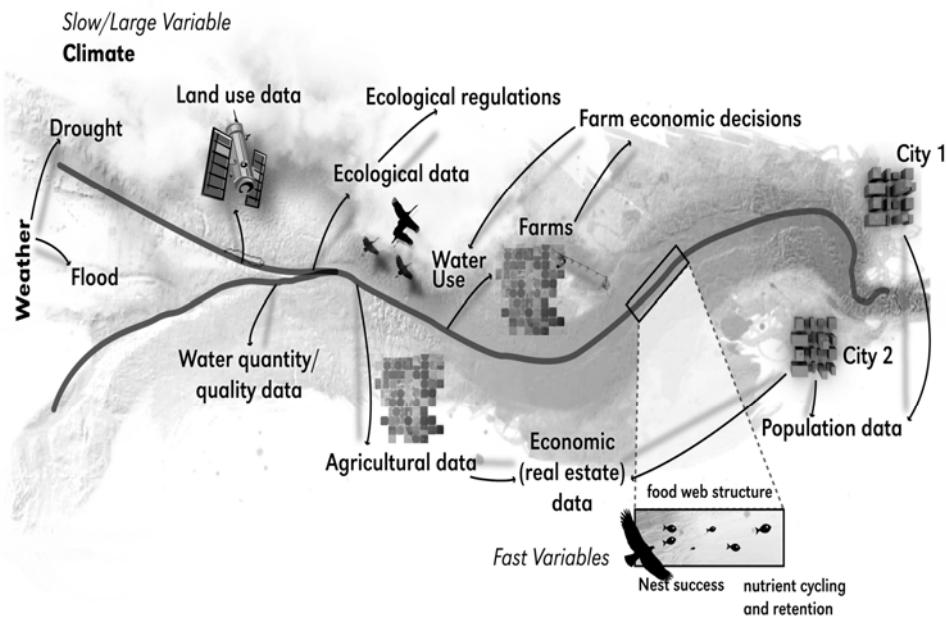 Slow/Large Variable
Climate
Land use data
Ecological regulations
Drought
Farm economic decisions
City 1
Ecological data
Weather
Farms
Flood
Water
Use
Water quantity/
quality data
City 2
Population data
Economic
(real estate)
data
Agricultural data
food web structure
Fast Variables
Nest success
nutrient cycling
and retention